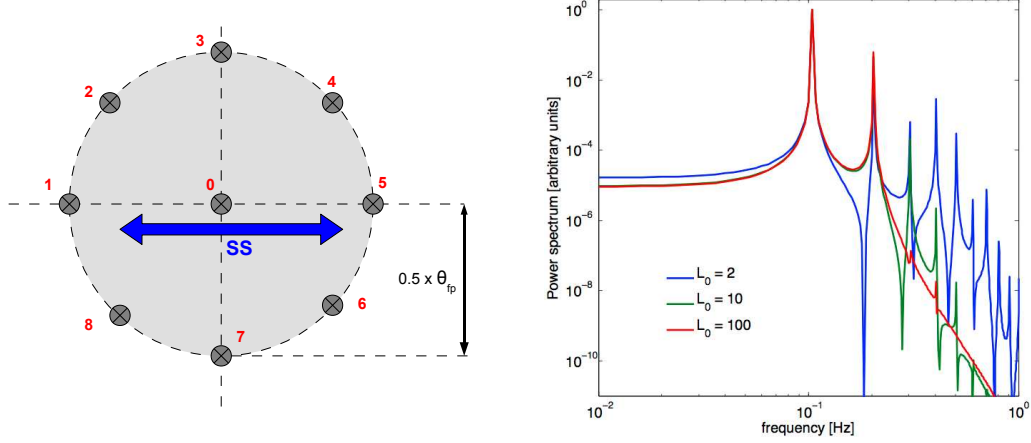 3
2
4
1
0
5
SS
0.5 x θfp
8
6
7
Power spectrum [arbitrary units]
10^0
10^-2
10^-4
10^-6
10^-8
10^-10
L0 = 2
L0 = 10
L0 = 100
10^-2
10^-1
10^0
frequency [Hz]